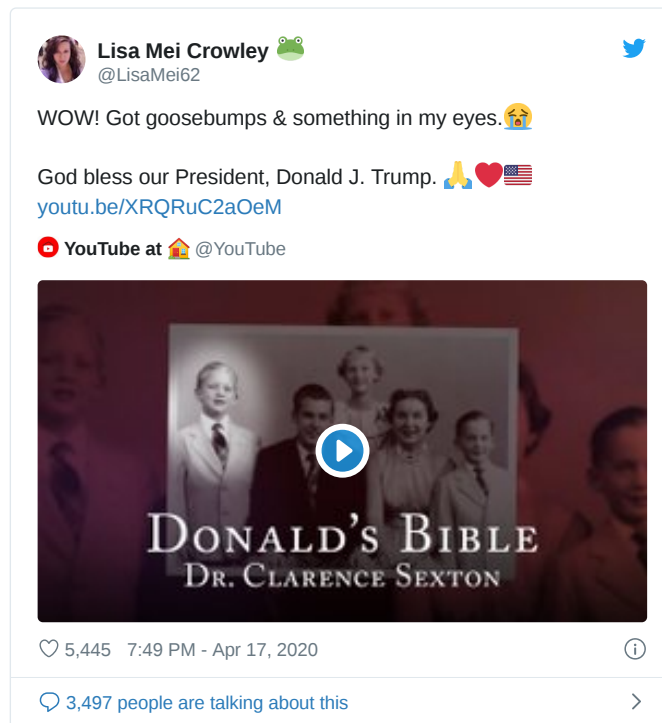 Lisa Mei Crowley 🐸
@LisaMei62
WOW! Got goosebumps & something in my eyes.😭
God bless our President, Donald J. Trump. 🙏❤️🇺🇸
youtu.be/XRQRuC2aOeM
YouTube at 🏠 @YouTube
DONALD'S BIBLE
DR. CLARENCE SEXTON
5,445 7:49 PM - Apr 17, 2020
3,497 people are talking about this